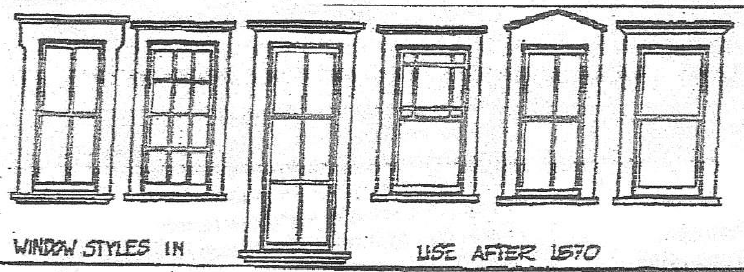 WINDOW STYLES IN USE AFTER 1870